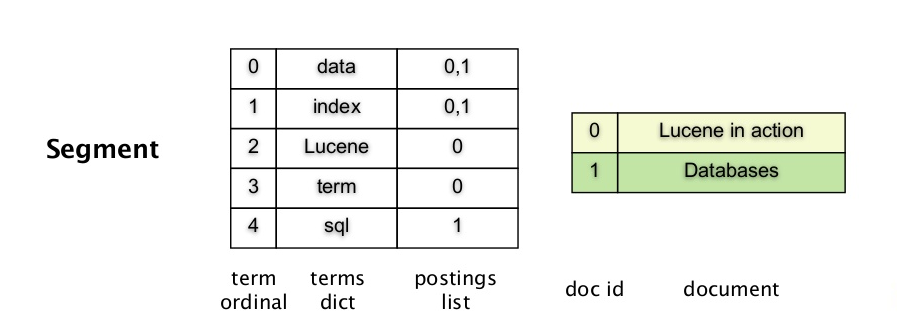 Segment
0 data 0,1
1 index 0,1
2 Lucene 0
3 term 0
4 sql 1
term ordinal terms dict postings list
0 Lucene in action
1 Databases
doc id document